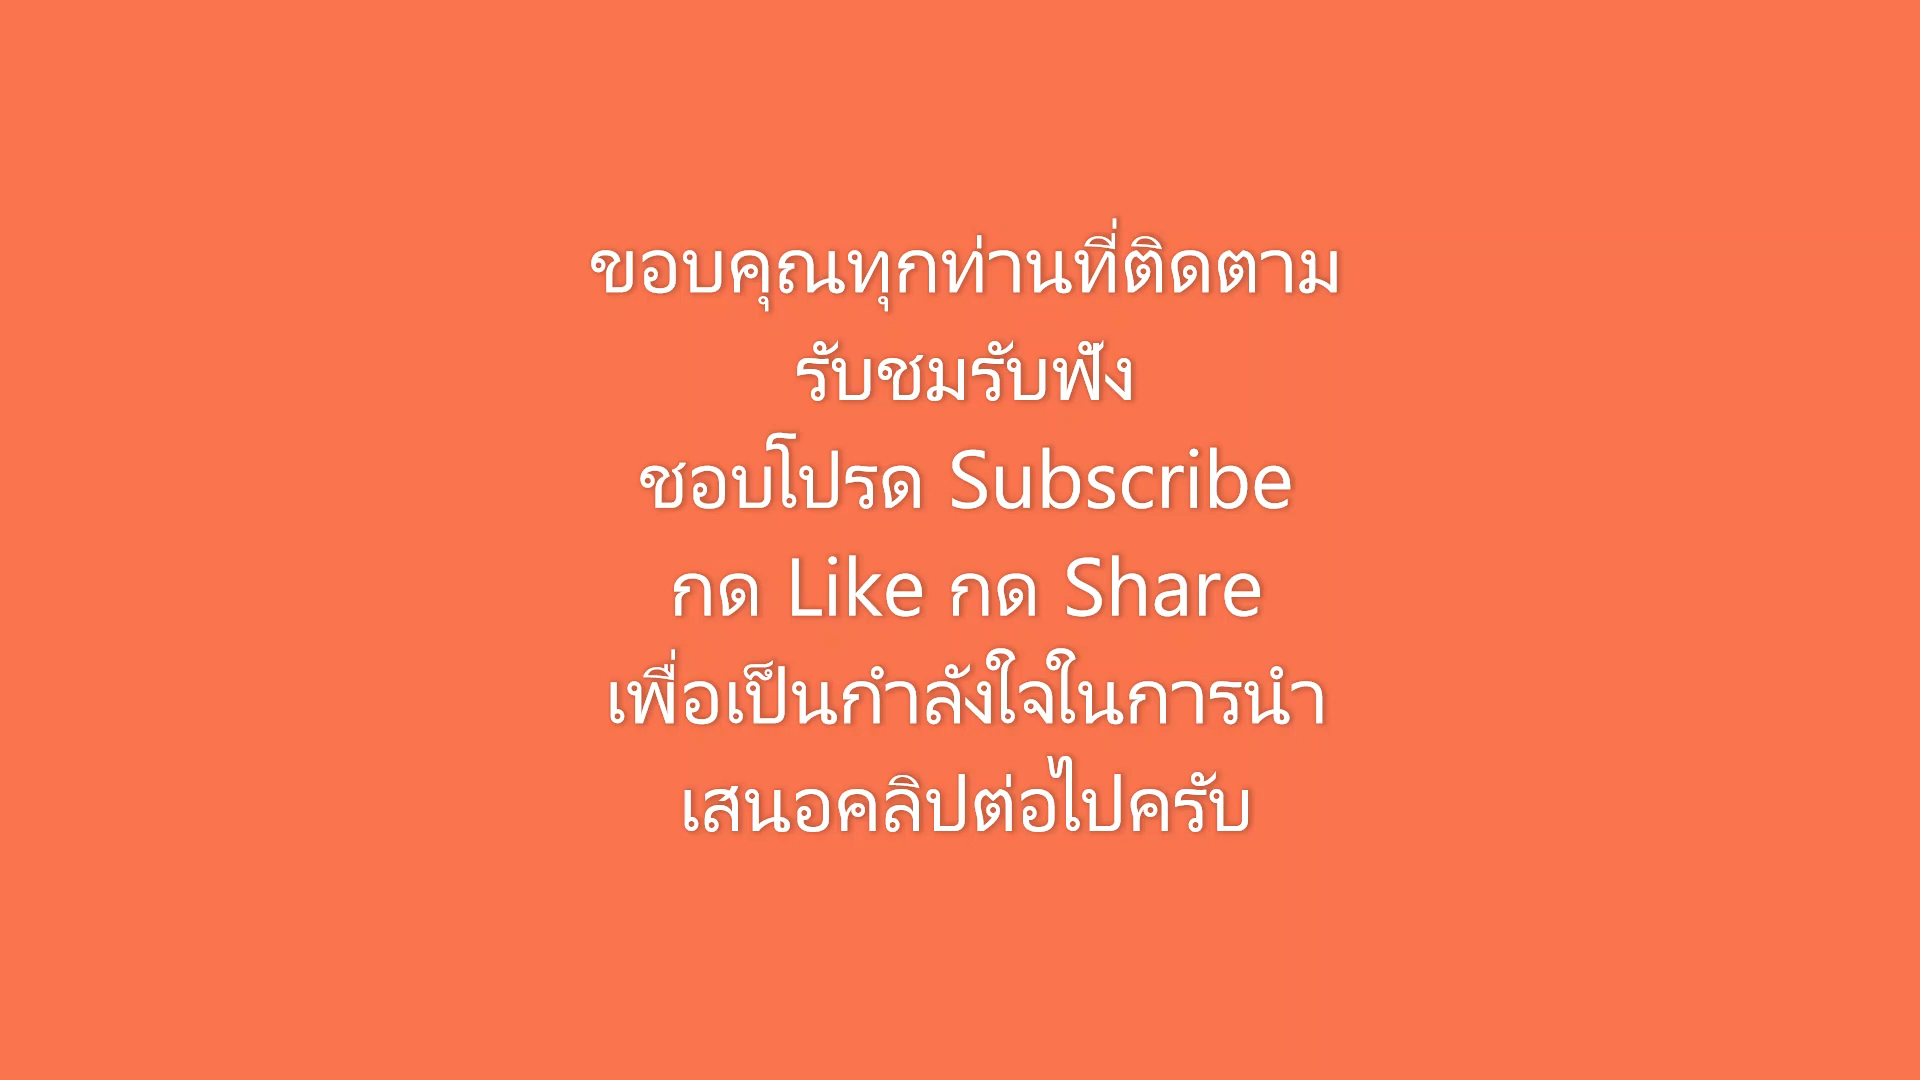 ขอบคุณทุกท่านที่ติดตาม
รับชมรับฟัง
ชอบโปรด Subscribe
กด Like กด Share
เพื่อเป็นกำลังใจในการนำ
เสนอคลิปต่อไปครับ